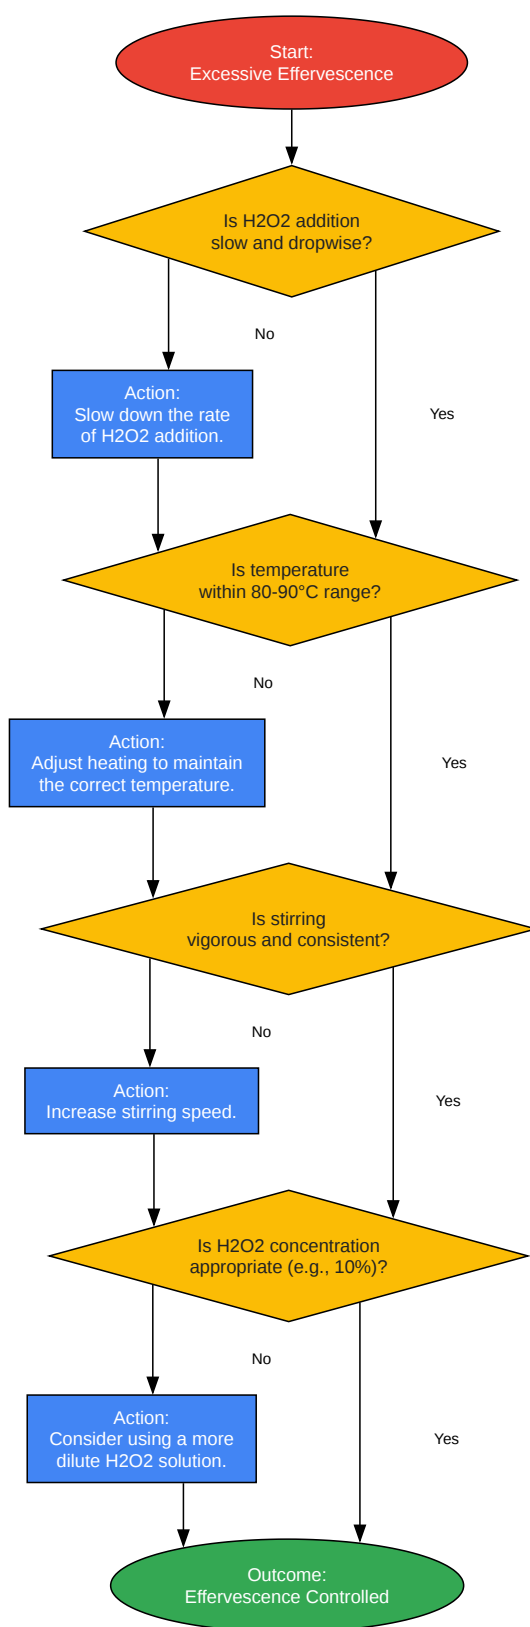 Start:
Excessive Effervescence
Is H2O2 addition
slow and dropwise?
No
Yes
Action:
Slow down the rate
of H2O2 addition.
Is temperature
within 80-90°C range?
No
Yes
Action:
Adjust heating to maintain
the correct temperature.
Is stirring
vigorous and consistent?
No
Yes
Action:
Increase stirring speed.
Is H2O2 concentration
appropriate (e.g., 10%)?
No
Yes
Action:
Consider using a more
dilute H2O2 solution.
Outcome:
Effervescence Controlled